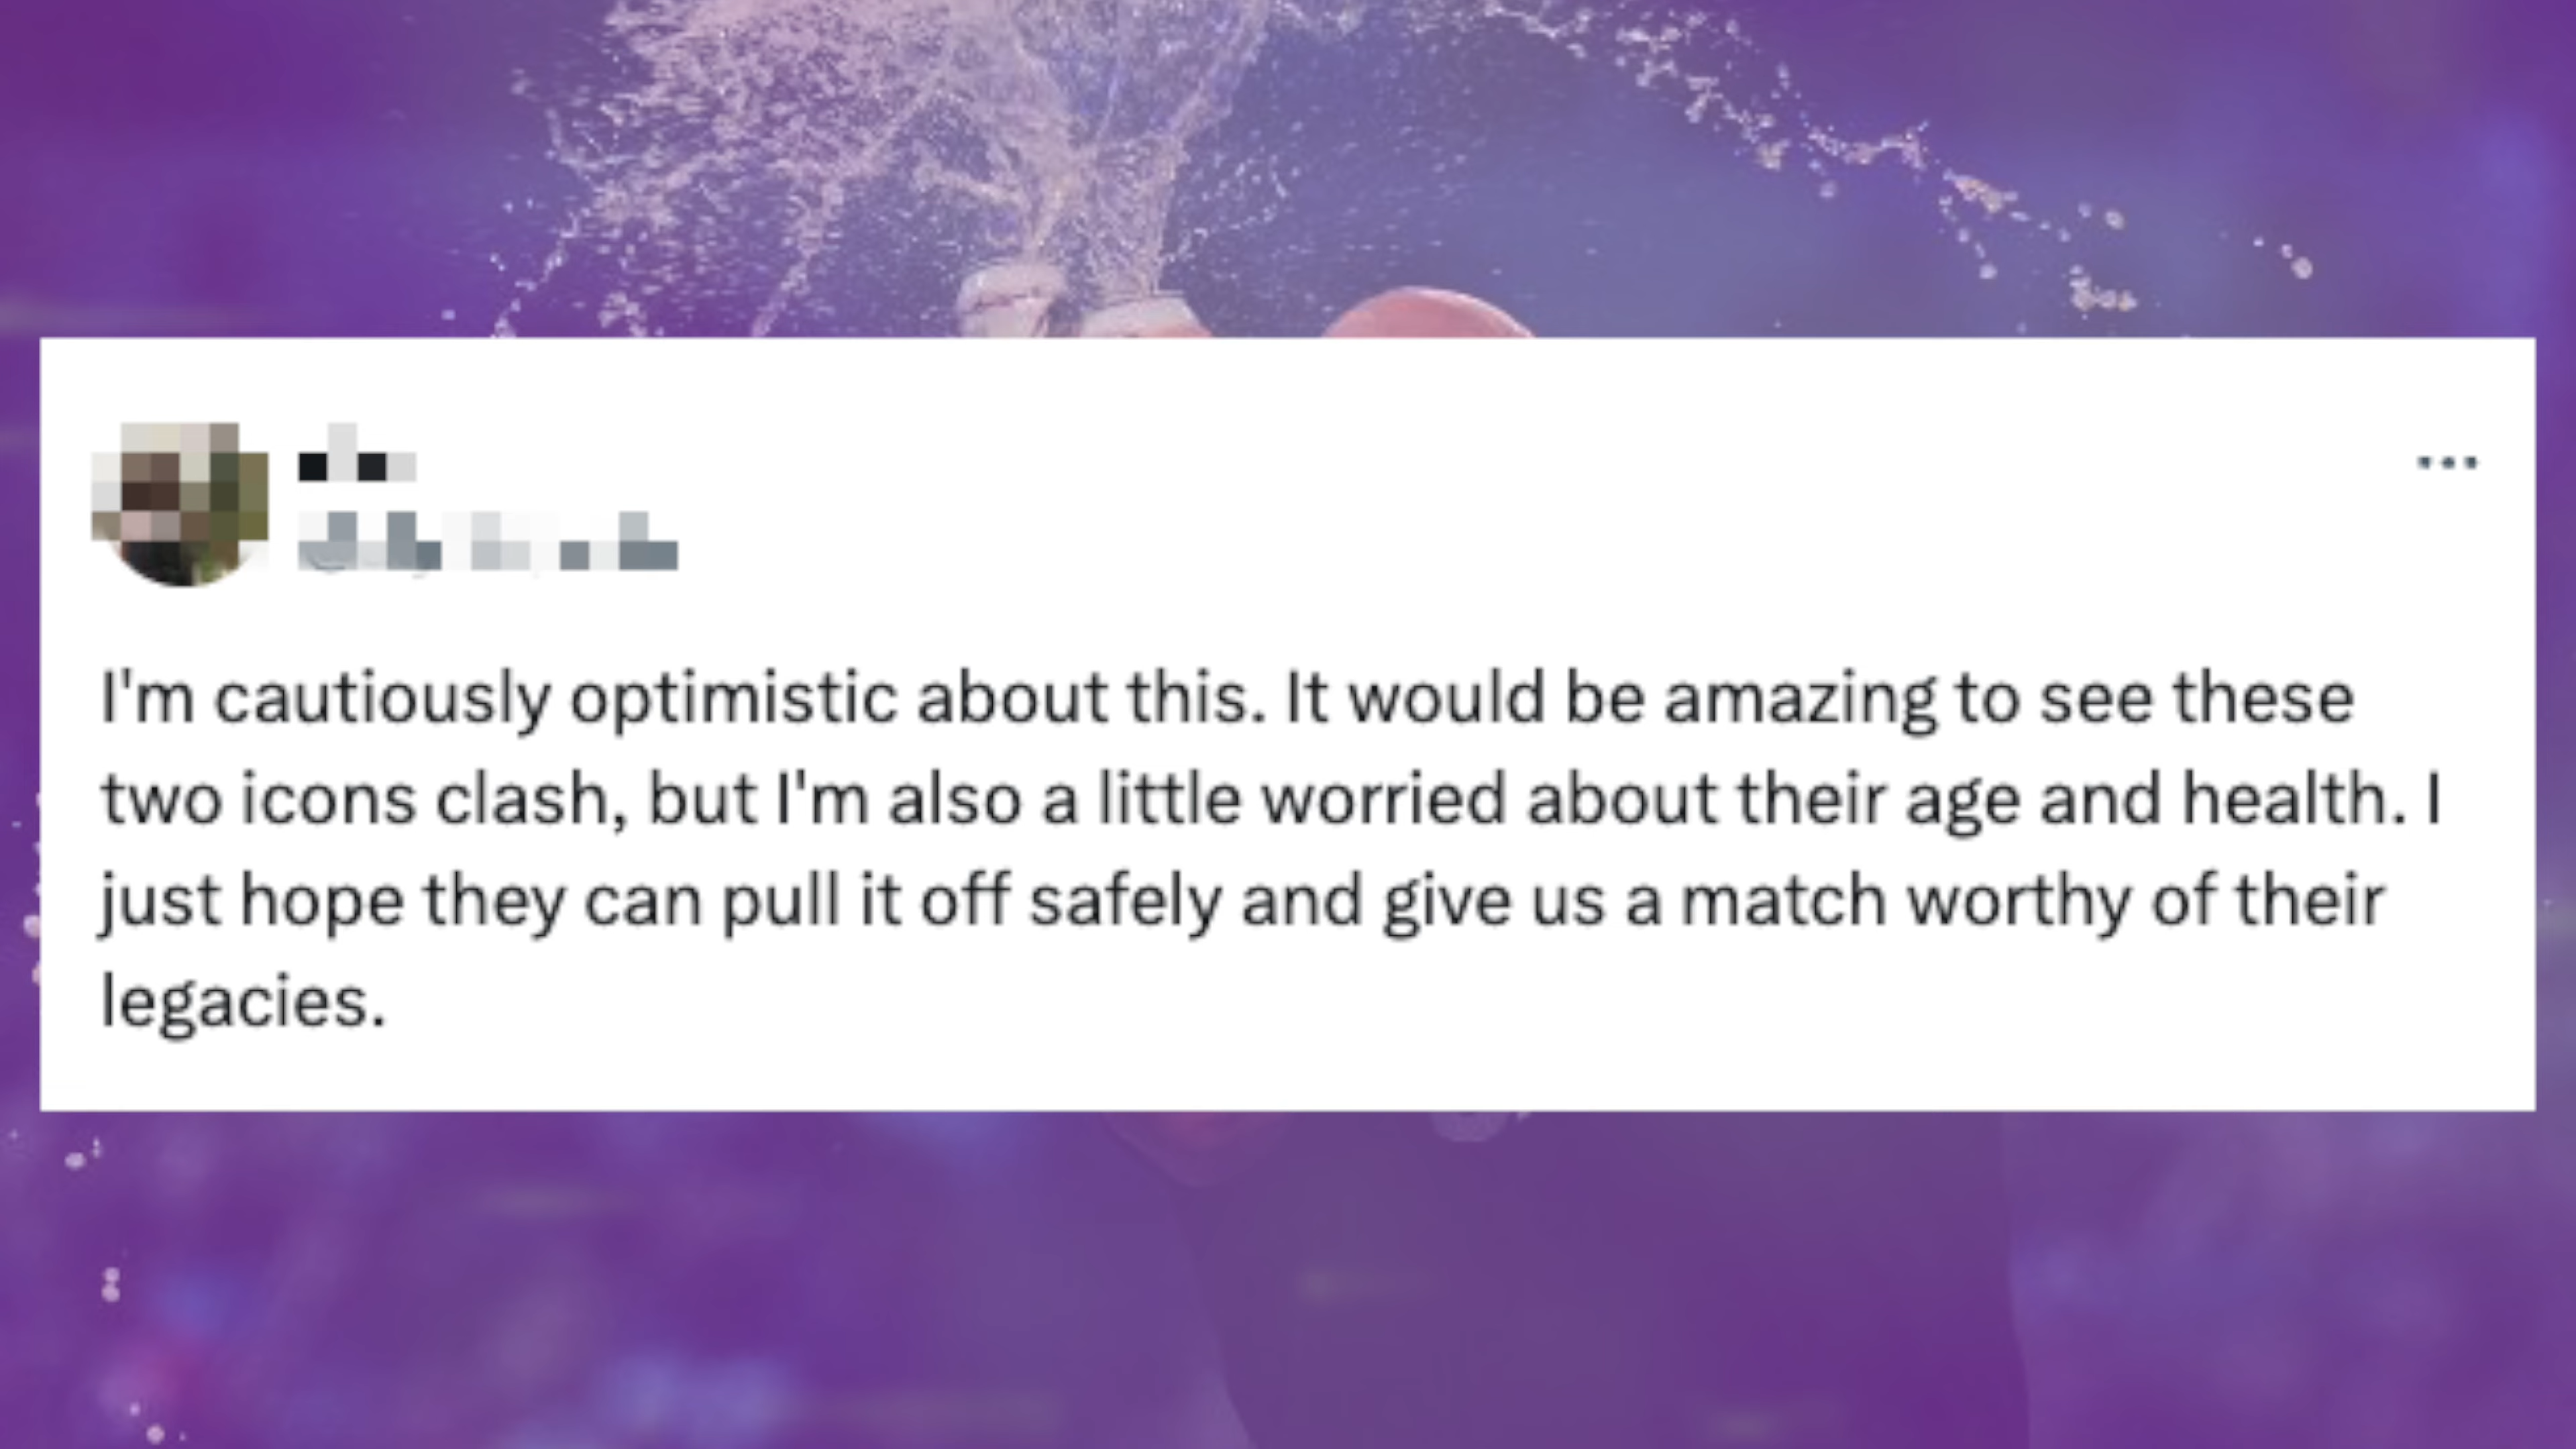 I'm cautiously optimistic about this. It would be amazing to see these
two icons clash, but I'm also a little worried about their age and health. I
just hope they can pull it off safely and give us a match worthy of their
legacies.